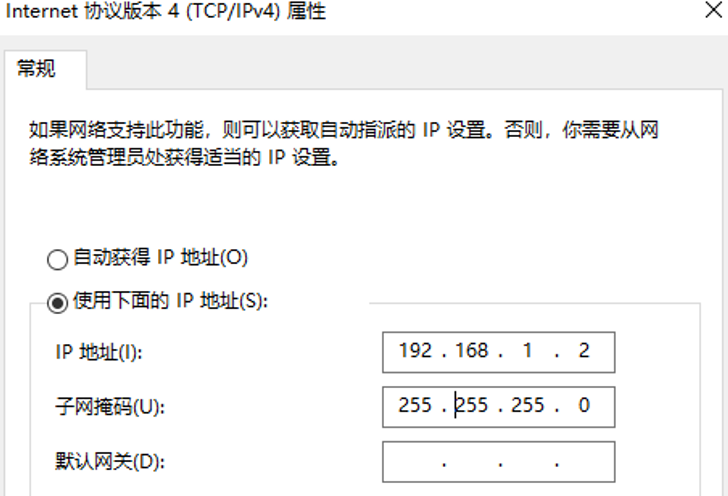 Internet 协议版本 4 (TCP/IPv4) 属性
常规
如果网络支持此功能，则可以获取自动指派的 IP 设置。否则，你需要从网
络系统管理员处获得适当的 IP 设置。
自动获得 IP 地址(O)
使用下面的 IP 地址(S):
IP 地址(I): 192 . 168 . 1 . 2
子网掩码(U): 255 . 255 . 255 . 0
默认网关(D): . . .